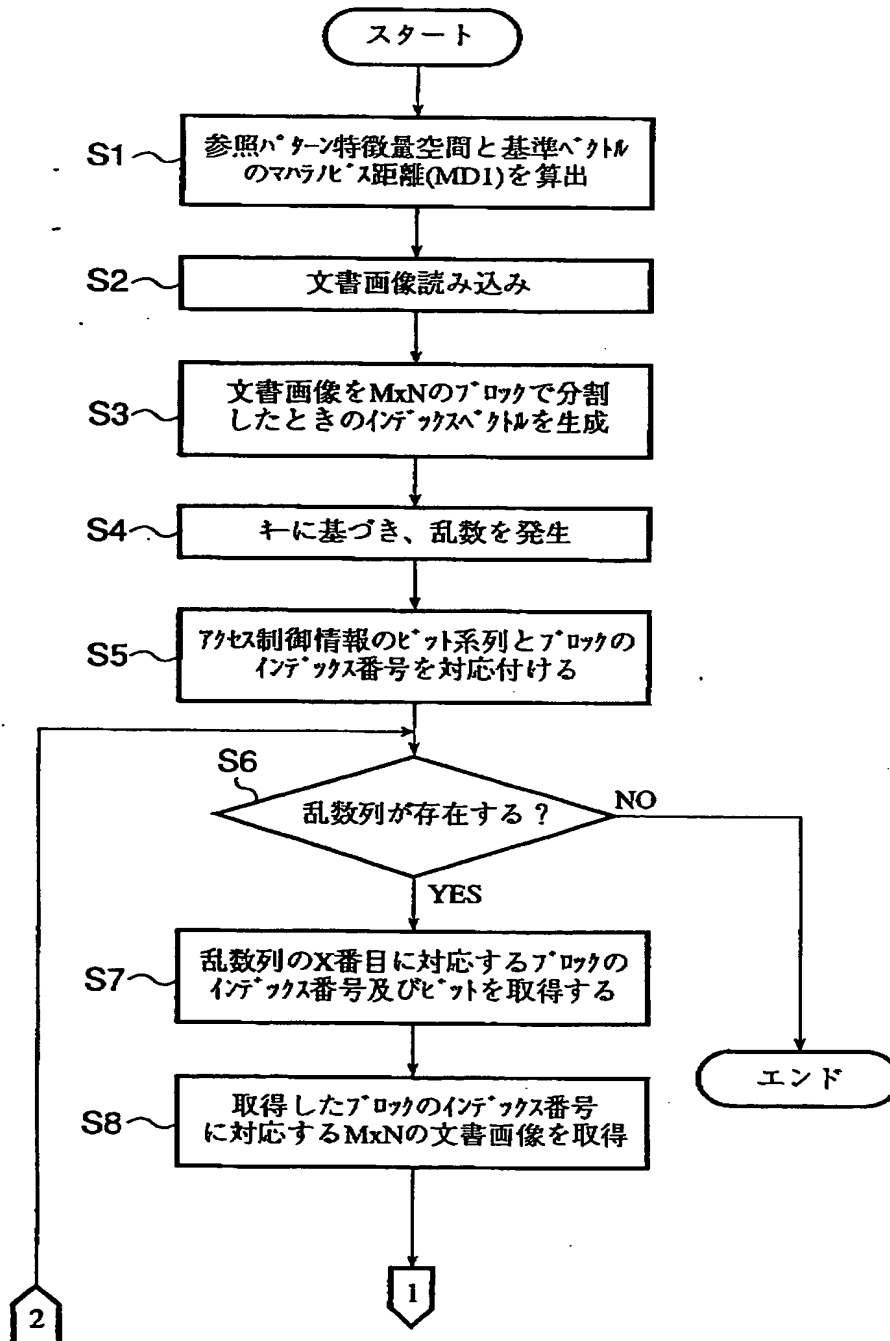 スタート
S1
参照パターン特徴量空間と基準ベクトル
のマハラノビス距離(MD1)を算出
S2
文書画像読み込み
S3
文書画像をMxNのブロックで分割
したときのインデックスベクトルを生成
S4
キーに基づき、乱数を発生
S5
アクセス制御情報のビット系列とブロックの
インデックス番号を対応付ける
S6
乱数列が存在する？
NO
YES
S7
乱数列のX番目に対応するブロックの
インデックス番号及びビットを取得する
エンド
S8
取得したブロックのインデックス番号
に対応するMxNの文書画像を取得
1
2